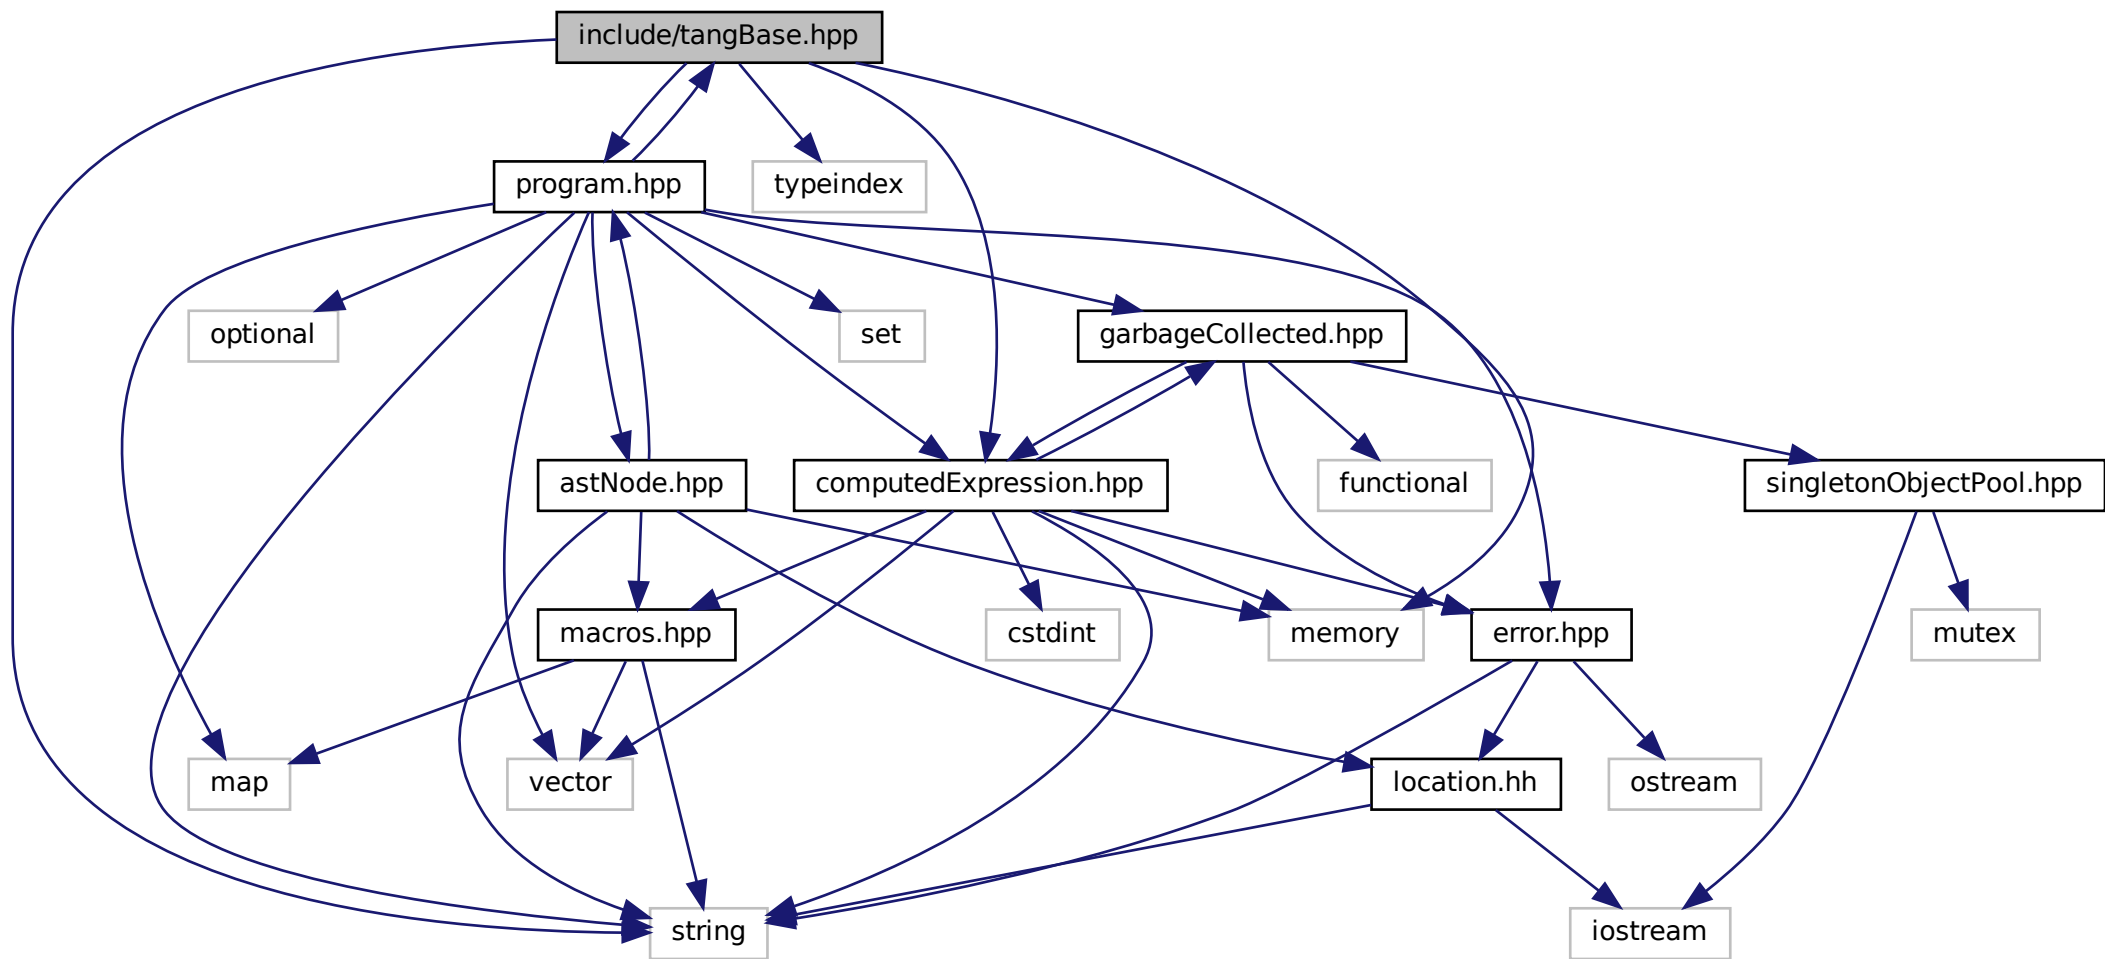 include/tangBase.hpp
program.hpp
typeindex
optional
set
garbageCollected.hpp
astNode.hpp
computedExpression.hpp
functional
singletonObjectPool.hpp
macros.hpp
cstdint
memory
error.hpp
mutex
map
vector
location.hh
ostream
string
iostream